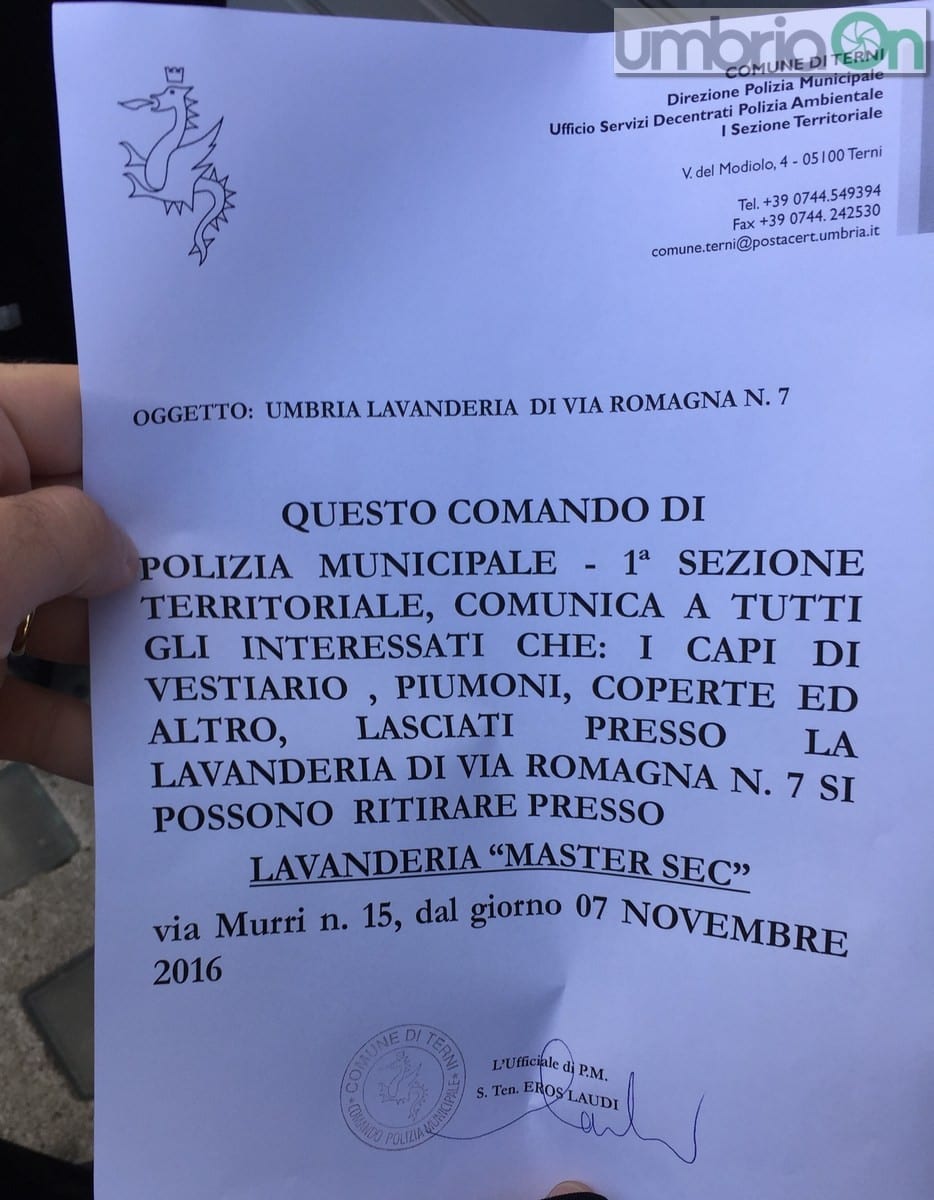 umbriaOn
COMUNE DI TERNI
Direzione Polizia Municipale
Ufficio Servizi Decentrati Polizia Ambientale
I Sezione Territoriale
V. del Modiolo, 4 - 05100 Terni
Tel. +39 0744.549394
Fax +39 0744. 242530
comune.terni@postacert.umbria.it
OGGETTO: UMBRIA LAVANDERIA DI VIA ROMAGNA N. 7
QUESTO COMANDO DI
POLIZIA MUNICIPALE - 1ª SEZIONE
TERRITORIALE, COMUNICA A TUTTI
GLI INTERESSATI CHE: I CAPI DI
VESTIARIO , PIUMONI, COPERTE ED
ALTRO, LASCIATI PRESSO LA
LAVANDERIA DI VIA ROMAGNA N. 7 SI
POSSONO RITIRARE PRESSO
LAVANDERIA “MASTER SEC”
via Murri n. 15, dal giorno 07 NOVEMBRE
2016
COMUNE DI TERNI
COMANDO POLIZIA MUNICIPALE
L'Ufficiale di P.M.
S. Ten. EROS LAUDI